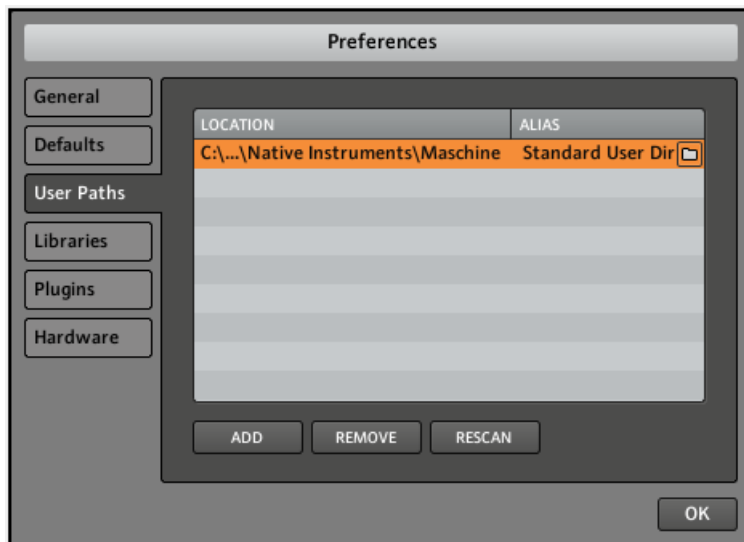 Preferences
General
Defaults
User Paths
Libraries
Plugins
Hardware
LOCATION ALIAS
C:\...\Native Instruments\Maschine Standard User Dir
ADD REMOVE RESCAN
OK